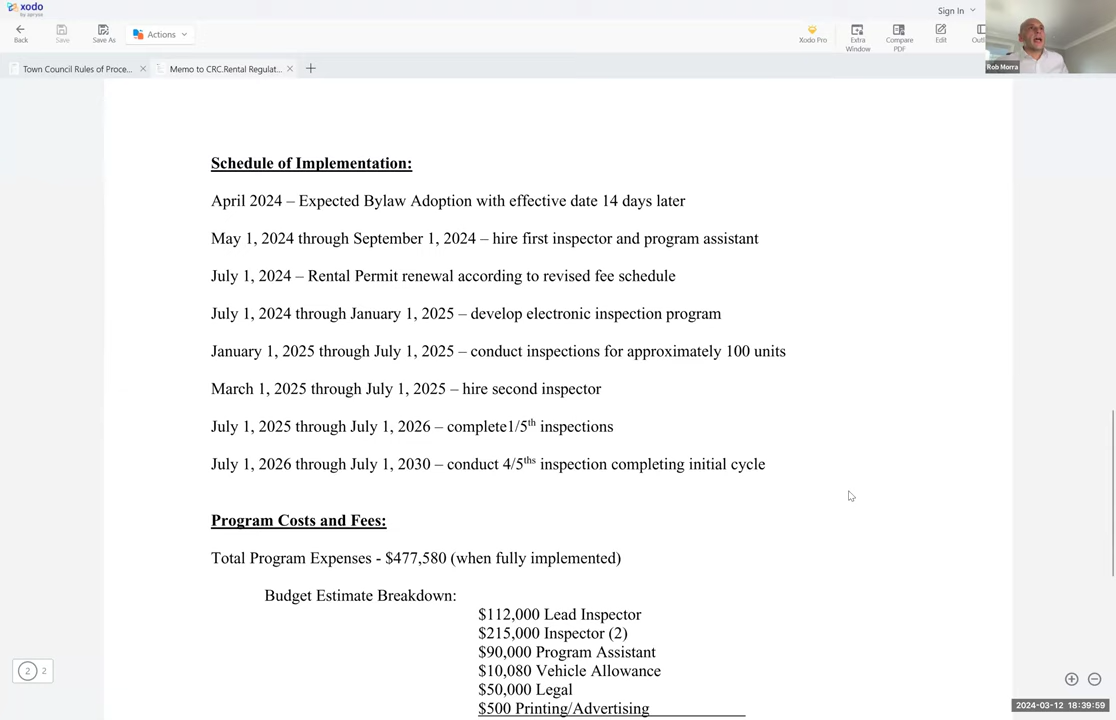 xodo
by apryse
Sign In
Back
Save
Save As
Actions
Xodo Pro
Extra Window
Compare PDF
Edit
Rob Morra
Town Council Rules of Proce...
Memo to CRC.Rental Regulat...
Schedule of Implementation:
April 2024 – Expected Bylaw Adoption with effective date 14 days later
May 1, 2024 through September 1, 2024 – hire first inspector and program assistant
July 1, 2024 – Rental Permit renewal according to revised fee schedule
July 1, 2024 through January 1, 2025 – develop electronic inspection program
January 1, 2025 through July 1, 2025 – conduct inspections for approximately 100 units
March 1, 2025 through July 1, 2025 – hire second inspector
July 1, 2025 through July 1, 2026 – complete1/5th inspections
July 1, 2026 through July 1, 2030 – conduct 4/5ths inspection completing initial cycle
Program Costs and Fees:
Total Program Expenses - $477,580 (when fully implemented)
Budget Estimate Breakdown:
$112,000 Lead Inspector
$215,000 Inspector (2)
$90,000 Program Assistant
$10,080 Vehicle Allowance
$50,000 Legal
$500 Printing/Advertising
2 2
2024-03-12 18:39:59